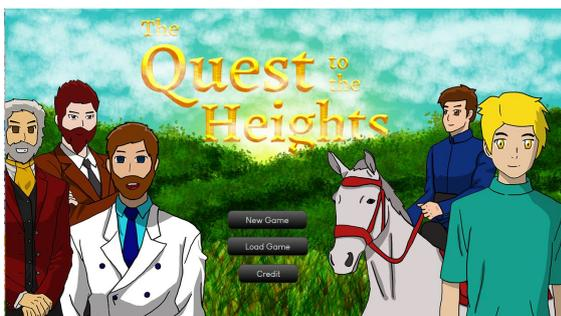 The
Quest to
the
Heights
New Game
Load Game
Credit